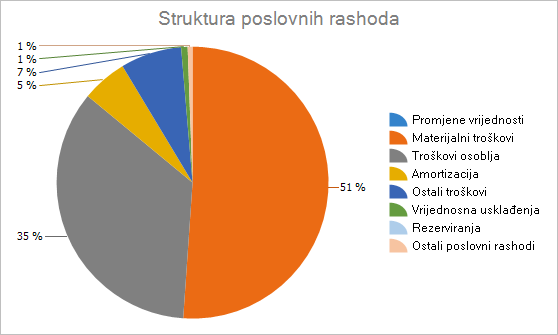 Struktura poslovnih rashoda
1 %
1 %
7 %
5 %
35 %
51 %
Promjene vrijednosti
Materijalni troškovi
Troškovi osoblja
Amortizacija
Ostali troškovi
Vrijednosna usklađenja
Rezerviranja
Ostali poslovni rashodi